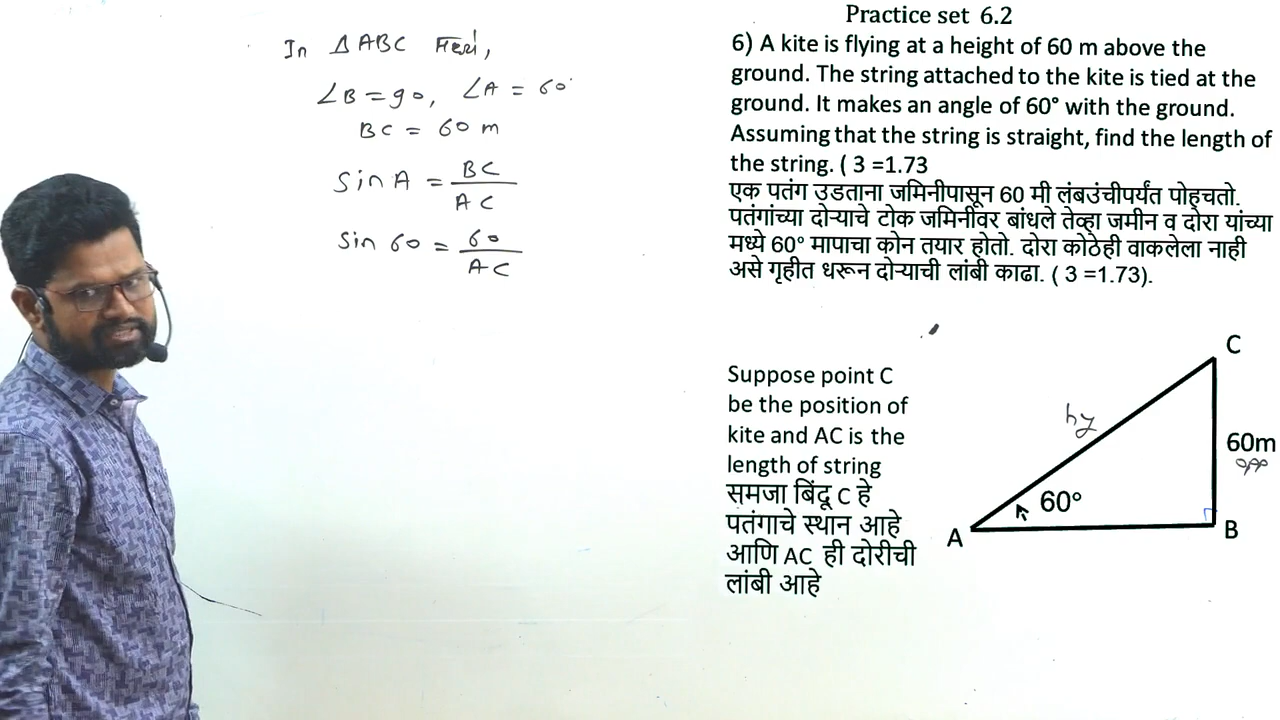 In ∆ABC मध्ये,
∠B = 90, ∠A = 60°
BC = 60 m
sin A = BC / AC
sin 60 = 60 / AC
Practice set 6.2
6) A kite is flying at a height of 60 m above the
ground. The string attached to the kite is tied at the
ground. It makes an angle of 60° with the ground.
Assuming that the string is straight, find the length of
the string. ( 3 =1.73
एक पतंग उडताना जमिनीपासून 60 मी लंबउंचीपर्यंत पोहचतो.
पतंगांच्या दोऱ्याचे टोक जमिनीवर बांधले तेव्हा जमीन व दोरा यांच्या
मध्ये 60° मापाचा कोन तयार होतो. दोरा कोठेही वाकलेला नाही
असे गृहीत धरून दोऱ्याची लांबी काढा. ( 3 =1.73).
Suppose point C
be the position of
kite and AC is the
length of string
समजा बिंदू C हे
पतंगाचे स्थान आहे
आणि AC ही दोरीची
लांबी आहे
C
hy
60m
opp
60°
A
B